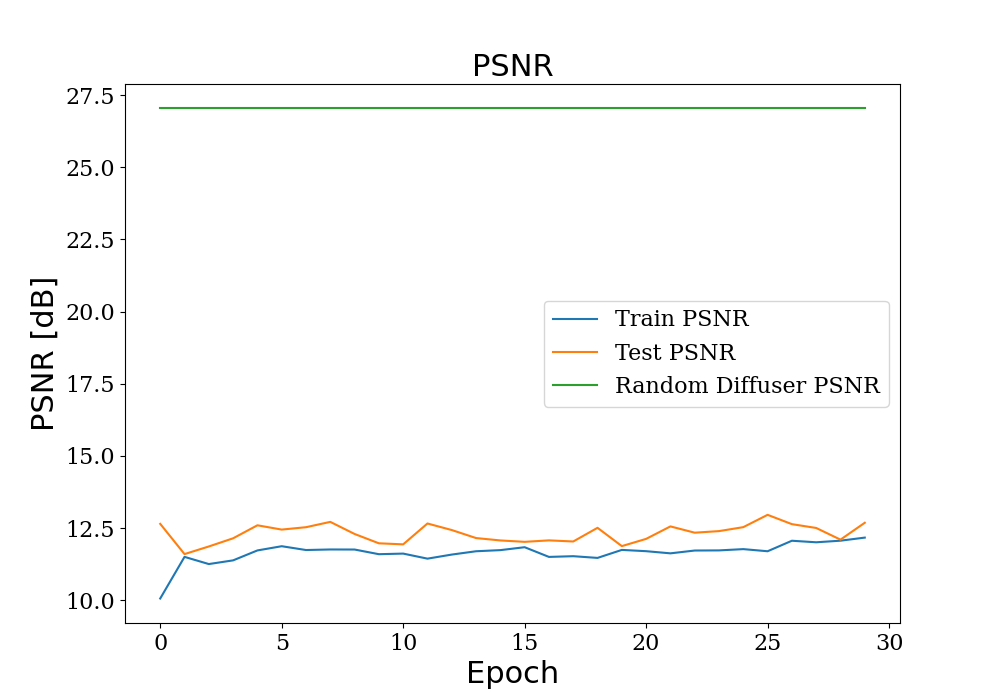 PSNR
27.5
25.0
22.5
20.0
17.5
15.0
12.5
10.0
PSNR [dB]
Train PSNR
Test PSNR
Random Diffuser PSNR
0 5 10 15 20 25 30
Epoch